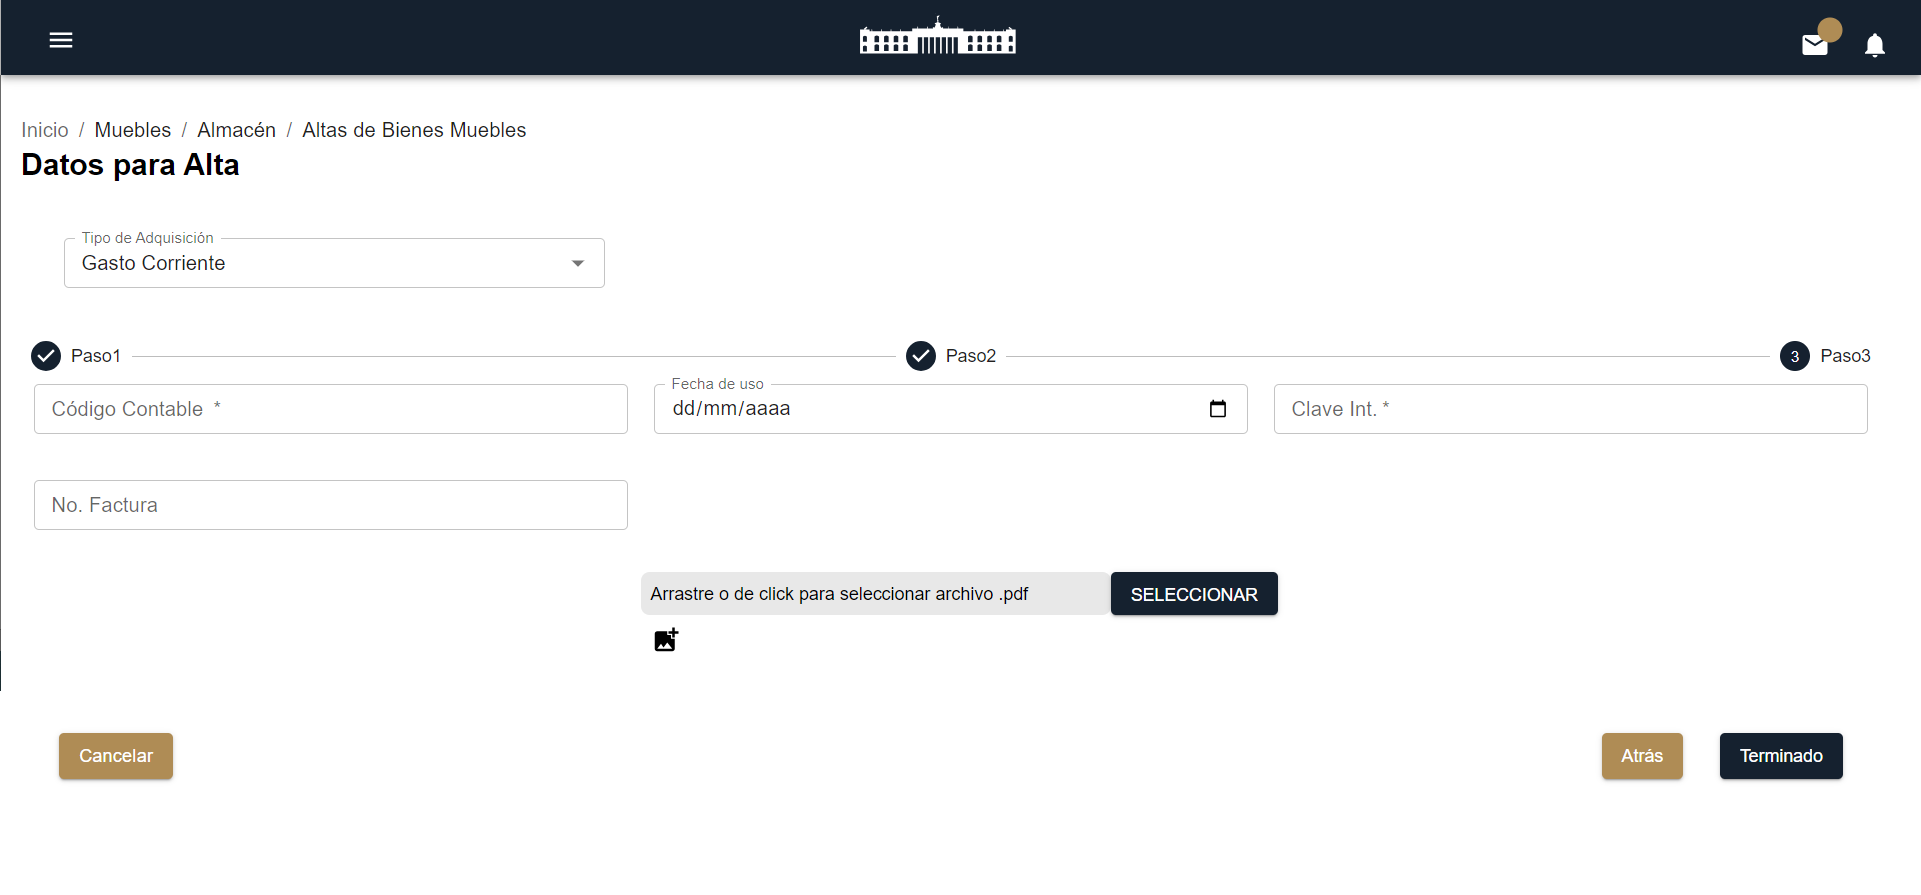 Inicio / Muebles / Almacén / Altas de Bienes Muebles
Datos para Alta
Tipo de Adquisición
Gasto Corriente
Paso1
Paso2
3 Paso3
Código Contable *
Fecha de uso
dd/mm/aaaa
Clave Int. *
No. Factura
Arrastre o de click para seleccionar archivo .pdf
SELECCIONAR
Cancelar
Atrás
Terminado